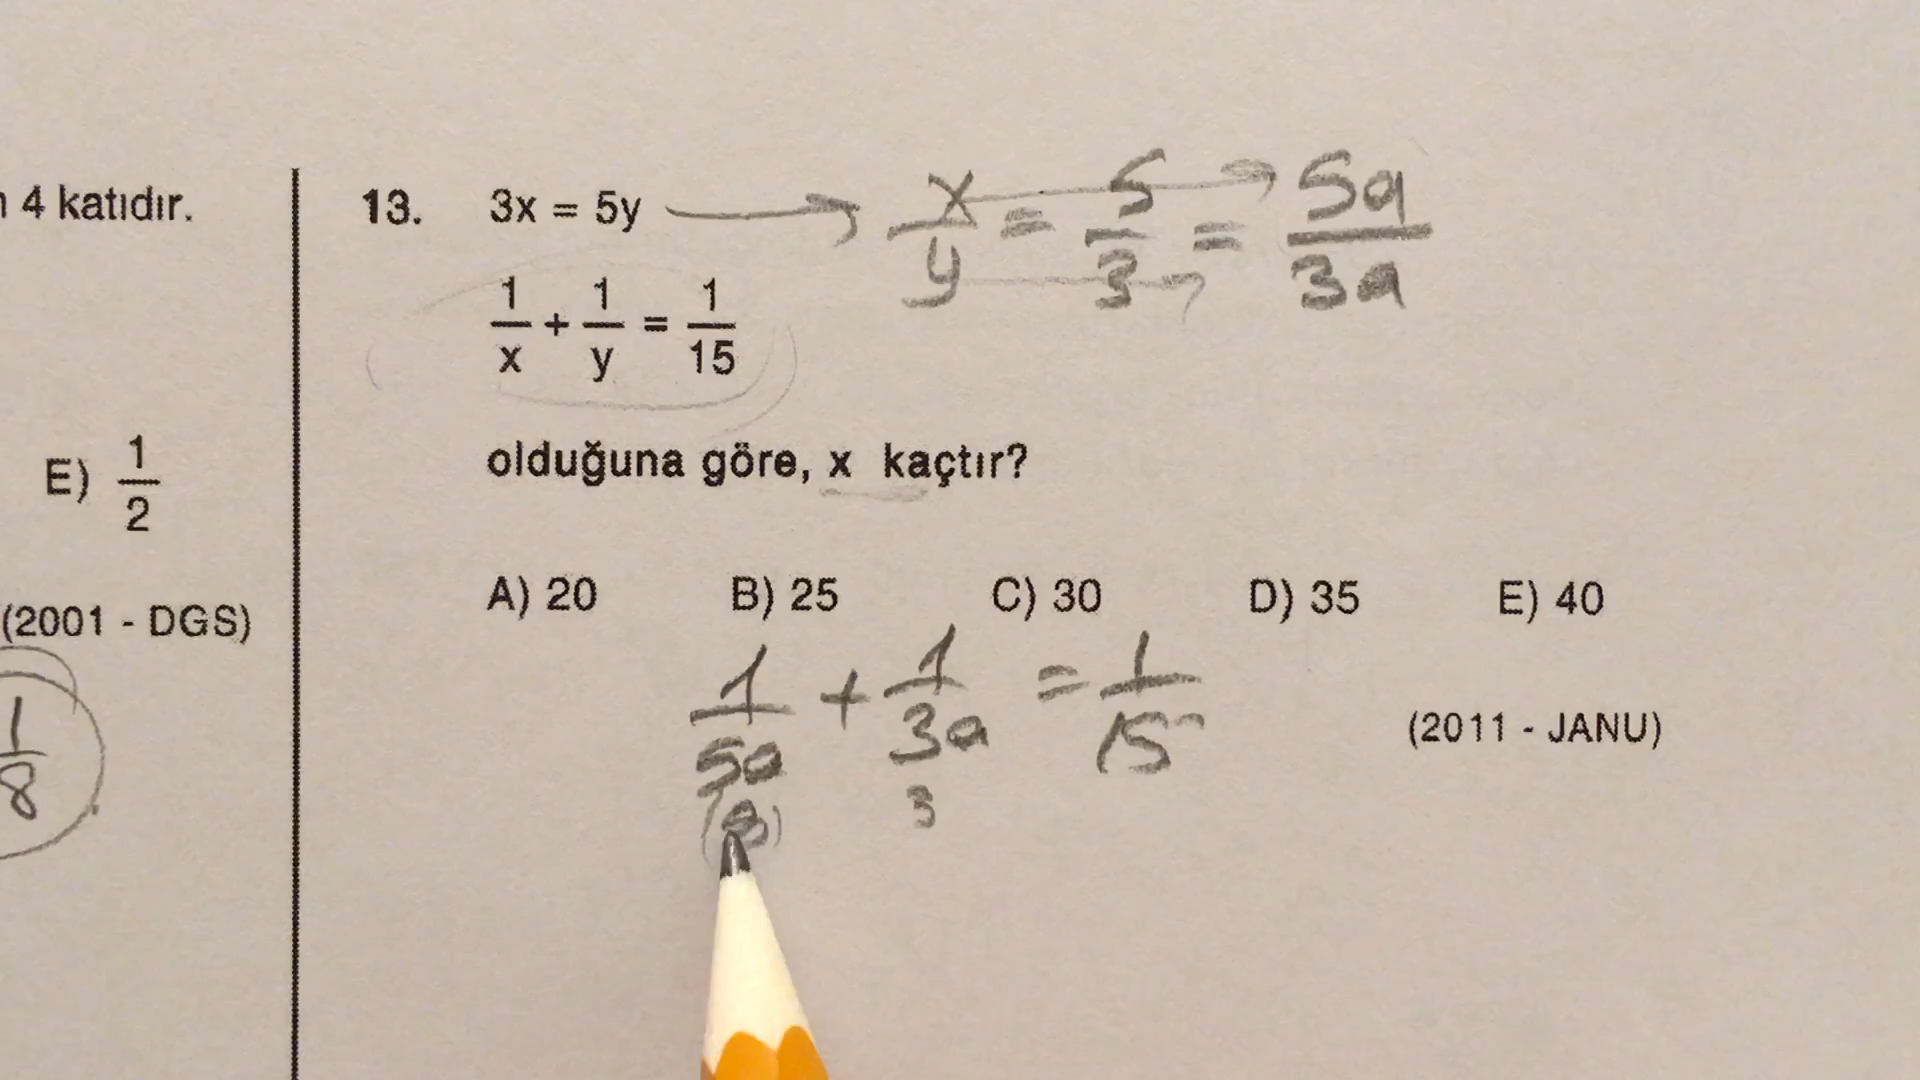 4 katıdır.
E) 1/2
(2001 - DGS)
1/8
13. 3x = 5y
x/y = 5/3 = 5a/3a
1/x + 1/y = 1/15
olduğuna göre, x kaçtır?
A) 20 B) 25 C) 30 D) 35 E) 40
1/5a + 1/3a = 1/15
3
(2011 - JANU)